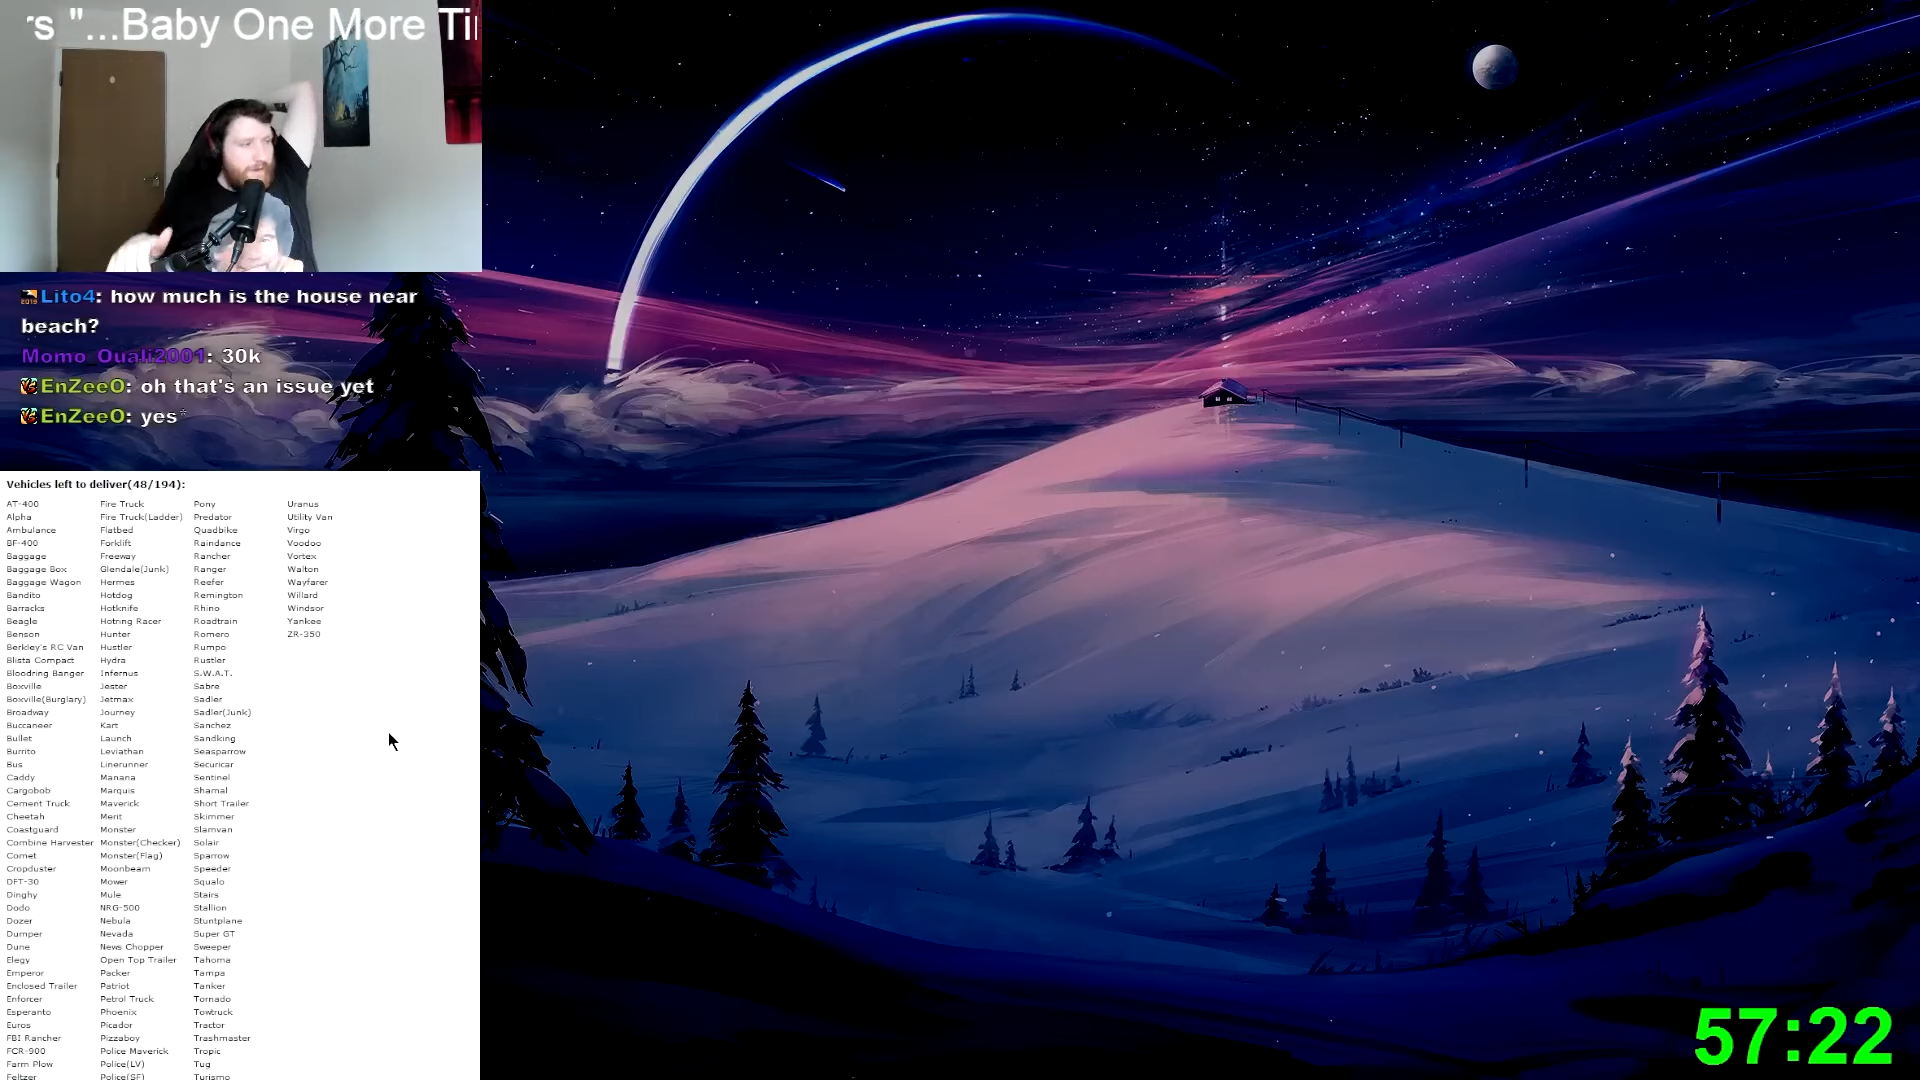 's "...Baby One More Ti
Lito4: how much is the house near
beach?
Momo_Ouali2001: 30k
EnZeeO: oh that's an issue yet
EnZeeO: yes*
Vehicles left to deliver(48/194):
AT-400 Fire Truck Pony Uranus
Alpha Fire Truck(Ladder) Predator Utility Van
Ambulance Flatbed Quadbike Virgo
BF-400 Forklift Raindance Voodoo
Baggage Freeway Rancher Vortex
Baggage Box Glendale(Junk) Ranger Walton
Baggage Wagon Hermes Reefer Wayfarer
Bandito Hotdog Remington Willard
Barracks Hotknife Rhino Windsor
Beagle Hotring Racer Roadtrain Yankee
Benson Hunter Romero ZR-350
Berkley's RC Van Hustler Rumpo
Blista Compact Hydra Rustler
Bloodring Banger Infernus S.W.A.T.
Boxville Jester Sabre
Boxville(Burglary) Jetmax Sadler
Broadway Journey Sadler(Junk)
Buccaneer Kart Sanchez
Bullet Launch Sandking
Burrito Leviathan Seasparrow
Bus Linerunner Securicar
Caddy Manana Sentinel
Cargobob Marquis Shamal
Cement Truck Maverick Short Trailer
Cheetah Merit Skimmer
Coastguard Monster Slamvan
Combine Harvester Monster(Checker) Solair
Comet Monster(Flag) Sparrow
Cropduster Moonbeam Speeder
DFT-30 Mower Squalo
Dinghy Mule Stairs
Dodo NRG-500 Stallion
Dozer Nebula Stuntplane
Dumper Nevada Super GT
Dune News Chopper Sweeper
Elegy Open Top Trailer Tahoma
Emperor Packer Tampa
Enclosed Trailer Patriot Tanker
Enforcer Petrol Truck Tornado
Esperanto Phoenix Towtruck
Euros Picador Tractor
FBI Rancher Pizzaboy Trashmaster
FCR-900 Police Maverick Tropic
Farm Plow Police(LV) Tug
Feltzer Police(SF) Turismo
57:22